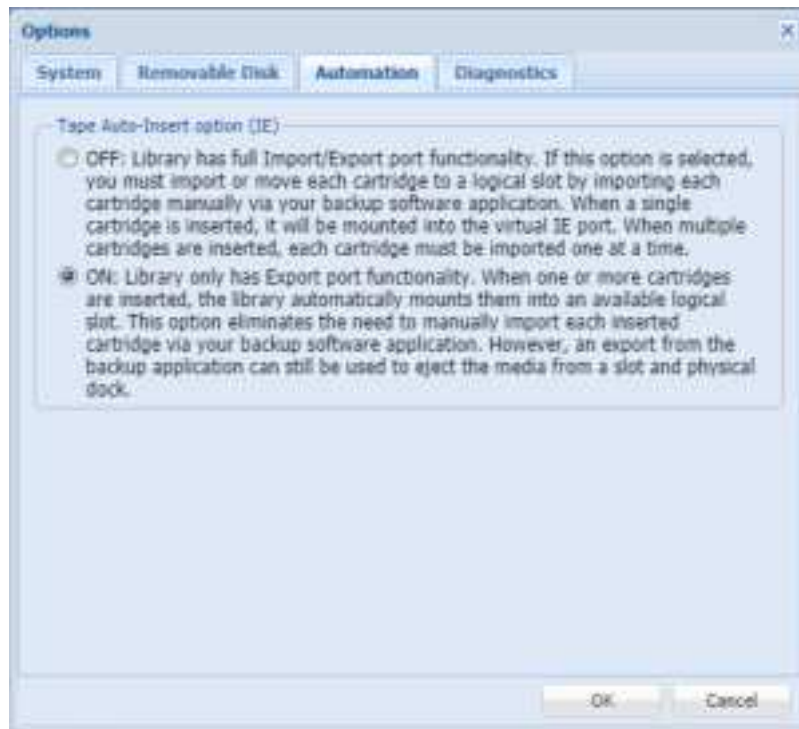 Options
System Removable Disk Automation Diagnostics
Tape Auto-Insert option (IE)
OFF: Library has full Import/Export port functionality. If this option is selected,
you must import or move each cartridge to a logical slot by importing each
cartridge manually via your backup software application. When a single
cartridge is inserted, it will be mounted into the virtual IE port. When multiple
cartridges are inserted, each cartridge must be imported one at a time.
ON: Library only has Export port functionality. When one or more cartridges
are inserted, the library automatically mounts them into an available logical
slot. This option eliminates the need to manually import each inserted
cartridge via your backup software application. However, an export from the
backup application can still be used to eject the media from a slot and physical
dock.
OK Cancel